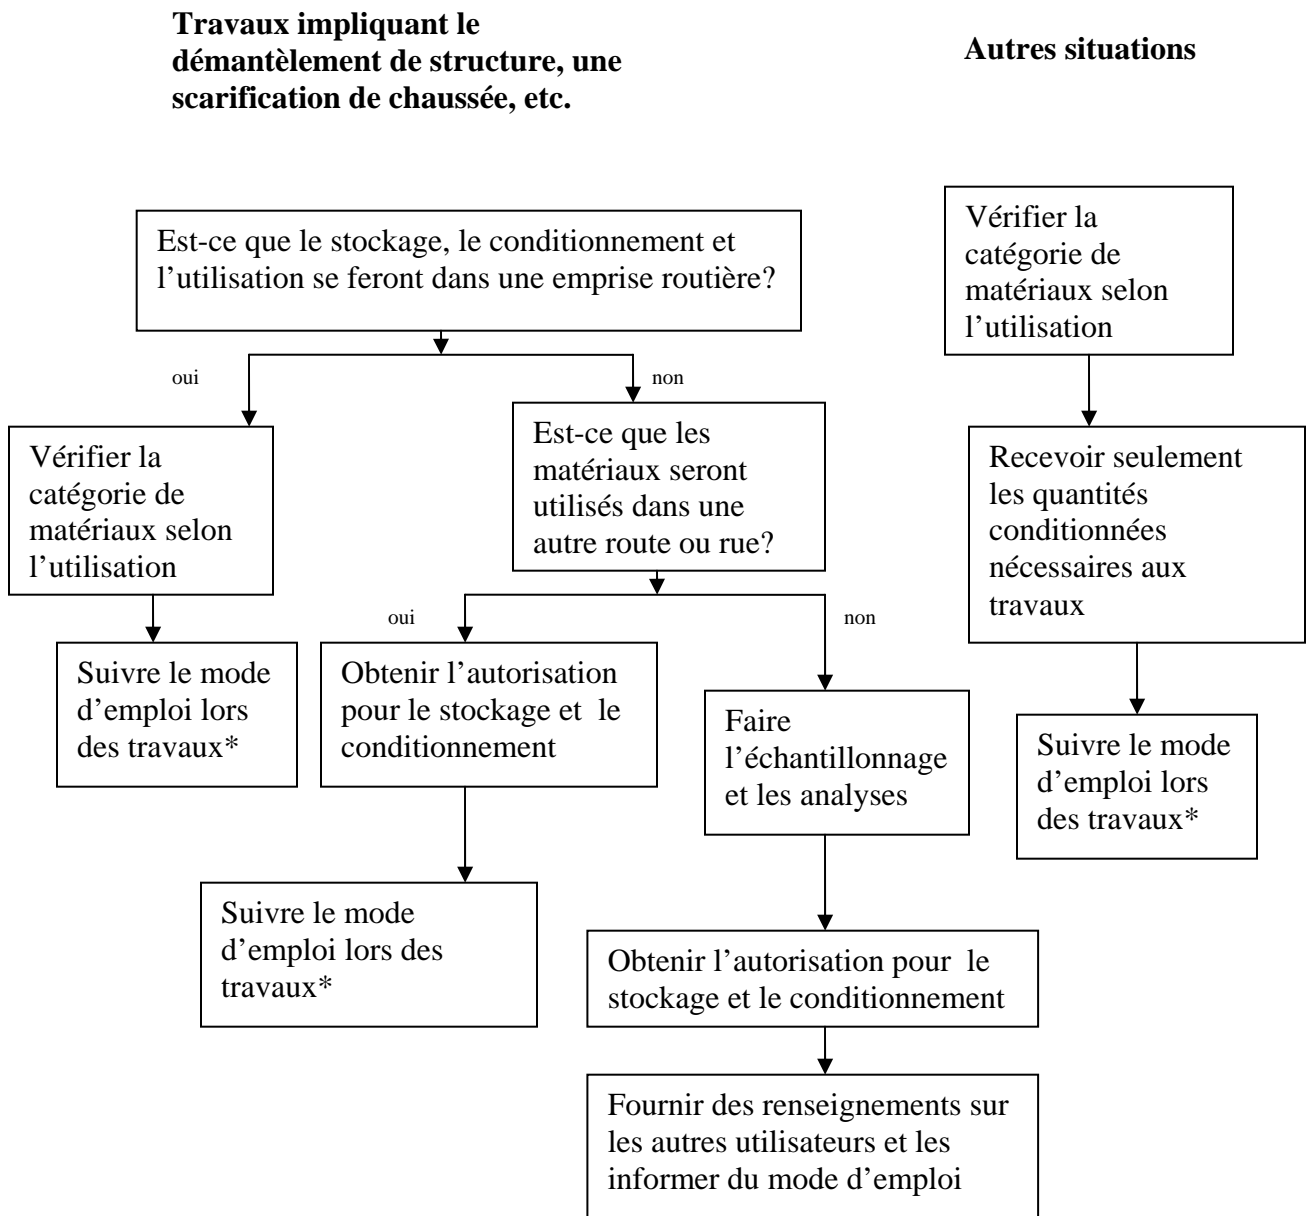 Travaux impliquant le
démantèlement de structure, une
scarification de chaussée, etc.
Autres situations
Est-ce que le stockage, le conditionnement et
l’utilisation se feront dans une emprise routière?
Vérifier la
catégorie de
matériaux selon
l’utilisation
oui
non
Vérifier la
catégorie de
matériaux selon
l’utilisation
Est-ce que les
matériaux seront
utilisés dans une
autre route ou rue?
Recevoir seulement
les quantités
conditionnées
nécessaires aux
travaux
oui
non
Suivre le mode
d’emploi lors
des travaux*
Obtenir l’autorisation
pour le stockage et le
conditionnement
Faire
l’échantillonnage
et les analyses
Suivre le mode
d’emploi lors
des travaux*
Suivre le mode
d’emploi lors des
travaux*
Obtenir l’autorisation pour le
stockage et le conditionnement
Fournir des renseignements sur
les autres utilisateurs et les
informer du mode d’emploi